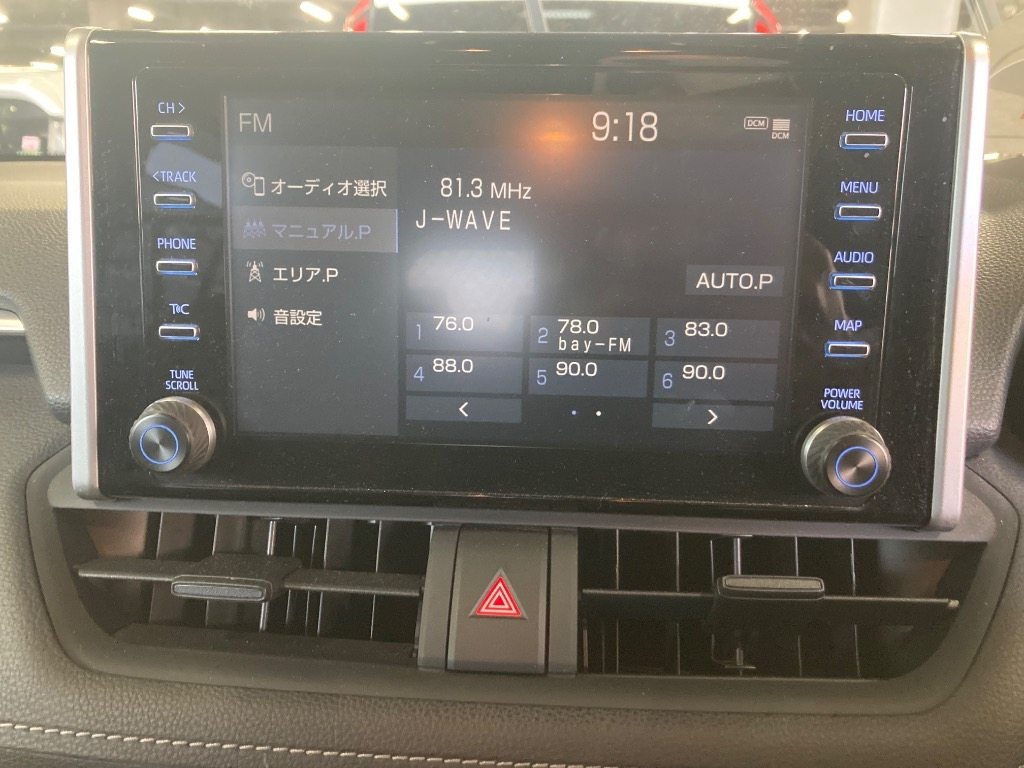 FM
9:18
DCM
DCM
オーディオ選択
マニュアル.P
エリア.P
音設定
81.3 MHz
J-WAVE
AUTO.P
1 76.0
2 78.0
bay-FM
3 83.0
4 88.0
5 90.0
6 90.0
<
>
CH >
< TRACK
PHONE
T C
TUNE
SCROLL
HOME
MENU
AUDIO
MAP
POWER
VOLUME